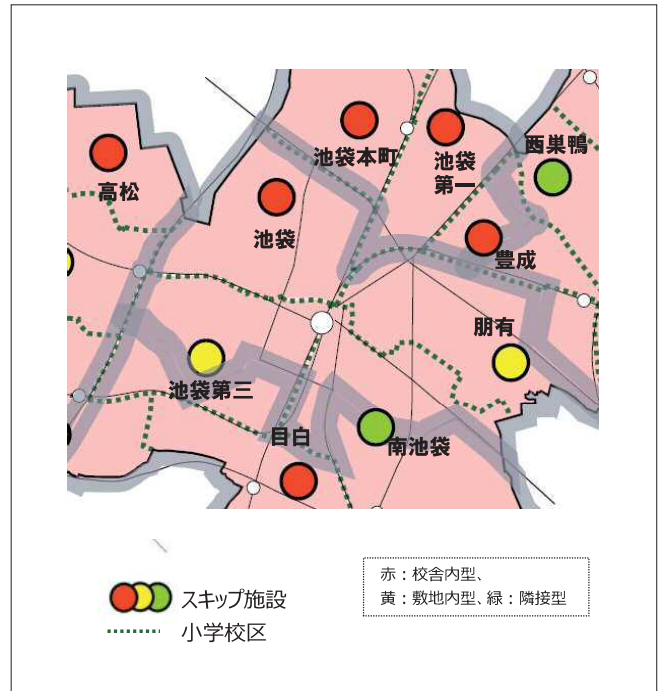 池袋本町
池袋
第一
西巣鴨
高松
池袋
豊成
朋有
池袋第三
目白
南池袋
スキップ施設
小学校区
赤：校舎内型、
黄：敷地内型、緑：隣接型